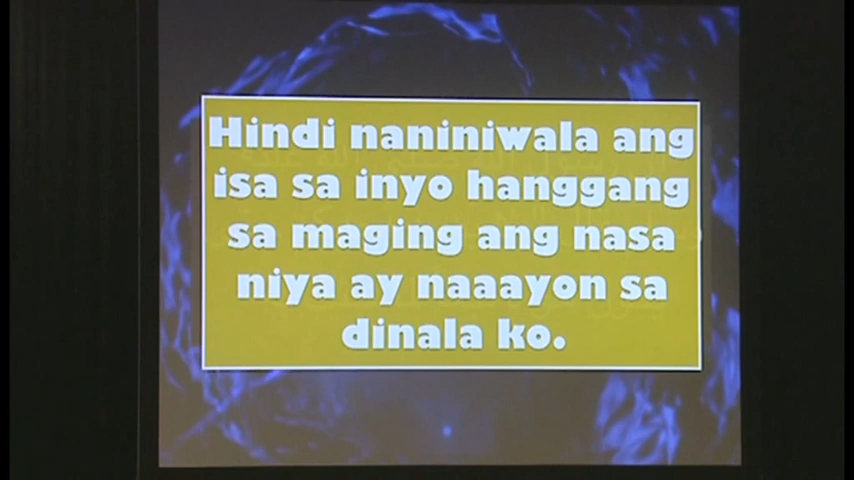 Hindi naniniwala ang
isa sa inyo hanggang
sa maging ang nasa
niya ay naaayon sa
dinala ko.